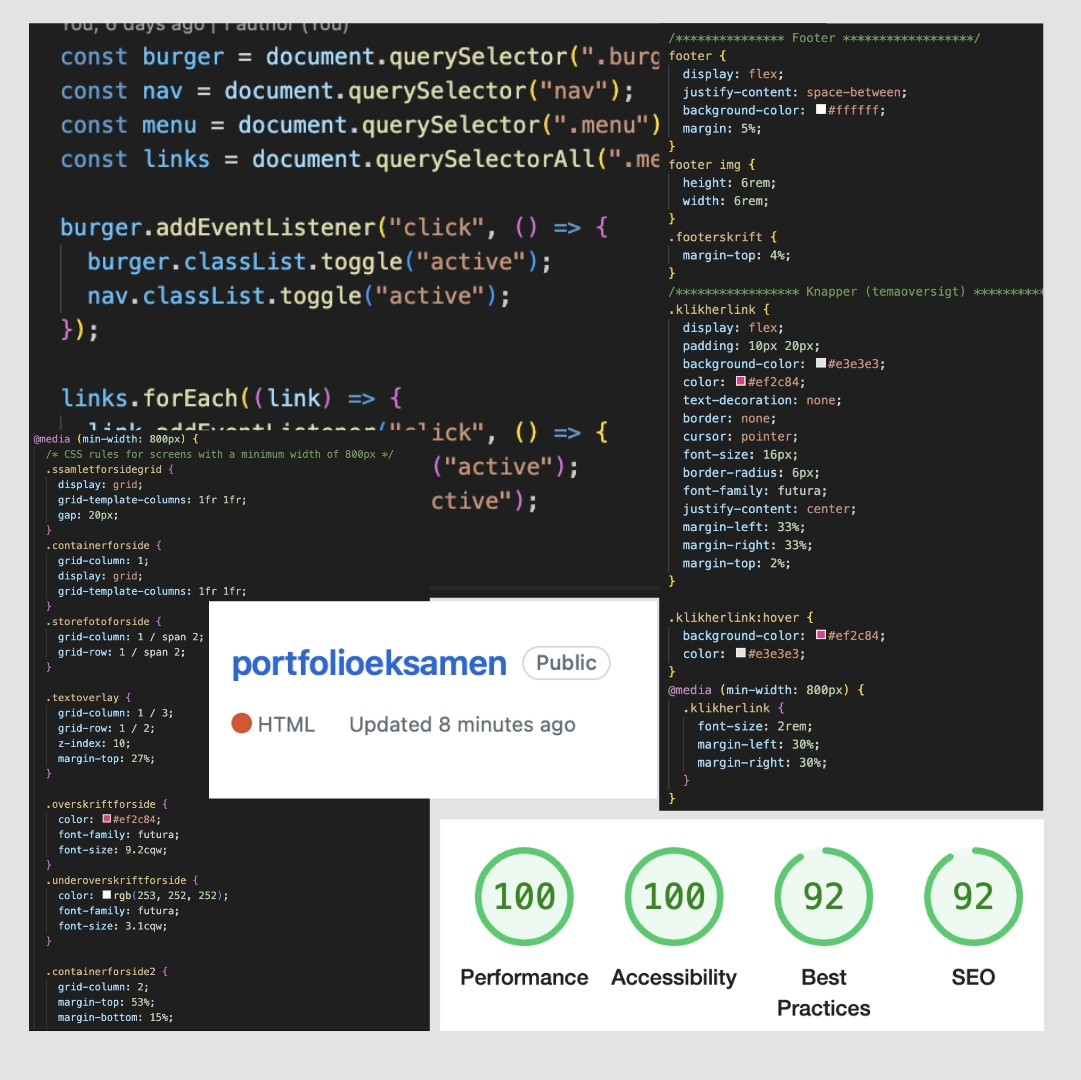 You, 6 days ago | 1 author (You)
const burger = document.querySelector(".burg
const nav = document.querySelector("nav");
const menu = document.querySelector(".menu")
const links = document.querySelectorAll(".me
burger.addEventListener("click", () => {
burger.classList.toggle("active");
nav.classList.toggle("active");
});
links.forEach((link) => {
link.addEventListener("click", () => {
("active");
ctive");
@media (min-width: 800px) {
/* CSS rules for screens with a minimum width of 800px */
.ssamletforsidegrid {
display: grid;
grid-template-columns: 1fr 1fr;
gap: 20px;
}
.containerforside {
grid-column: 1;
display: grid;
grid-template-columns: 1fr 1fr;
}
.storefotoforside {
grid-column: 1 / span 2;
grid-row: 1 / span 2;
}
.textoverlay {
grid-column: 1 / 3;
grid-row: 1 / 2;
z-index: 10;
margin-top: 27%;
}
.overskriftforside {
color: #ef2c84;
font-family: futura;
font-size: 9.2cqw;
}
.underoverskriftforside {
color: rgb(253, 252, 252);
font-family: futura;
font-size: 3.1cqw;
}
.containerforside2 {
grid-column: 2;
margin-top: 53%;
margin-bottom: 15%;
/*************** Footer ******************/
footer {
display: flex;
justify-content: space-between;
background-color: #ffffff;
margin: 5%;
}
footer img {
height: 6rem;
width: 6rem;
}
.footerskrift {
margin-top: 4%;
}
/***************** Knapper (temaoversigt) **********
.klikherlink {
display: flex;
padding: 10px 20px;
background-color: #e3e3e3;
color: #ef2c84;
text-decoration: none;
border: none;
cursor: pointer;
font-size: 16px;
border-radius: 6px;
font-family: futura;
justify-content: center;
margin-left: 33%;
margin-right: 33%;
margin-top: 2%;
}
.klikherlink:hover {
background-color: #ef2c84;
color: #e3e3e3;
}
@media (min-width: 800px) {
.klikherlink {
font-size: 2rem;
margin-left: 30%;
margin-right: 30%;
}
}
portfolioeksamen Public
HTML Updated 8 minutes ago
100 100 92 92
Performance Accessibility Best SEO
Practices